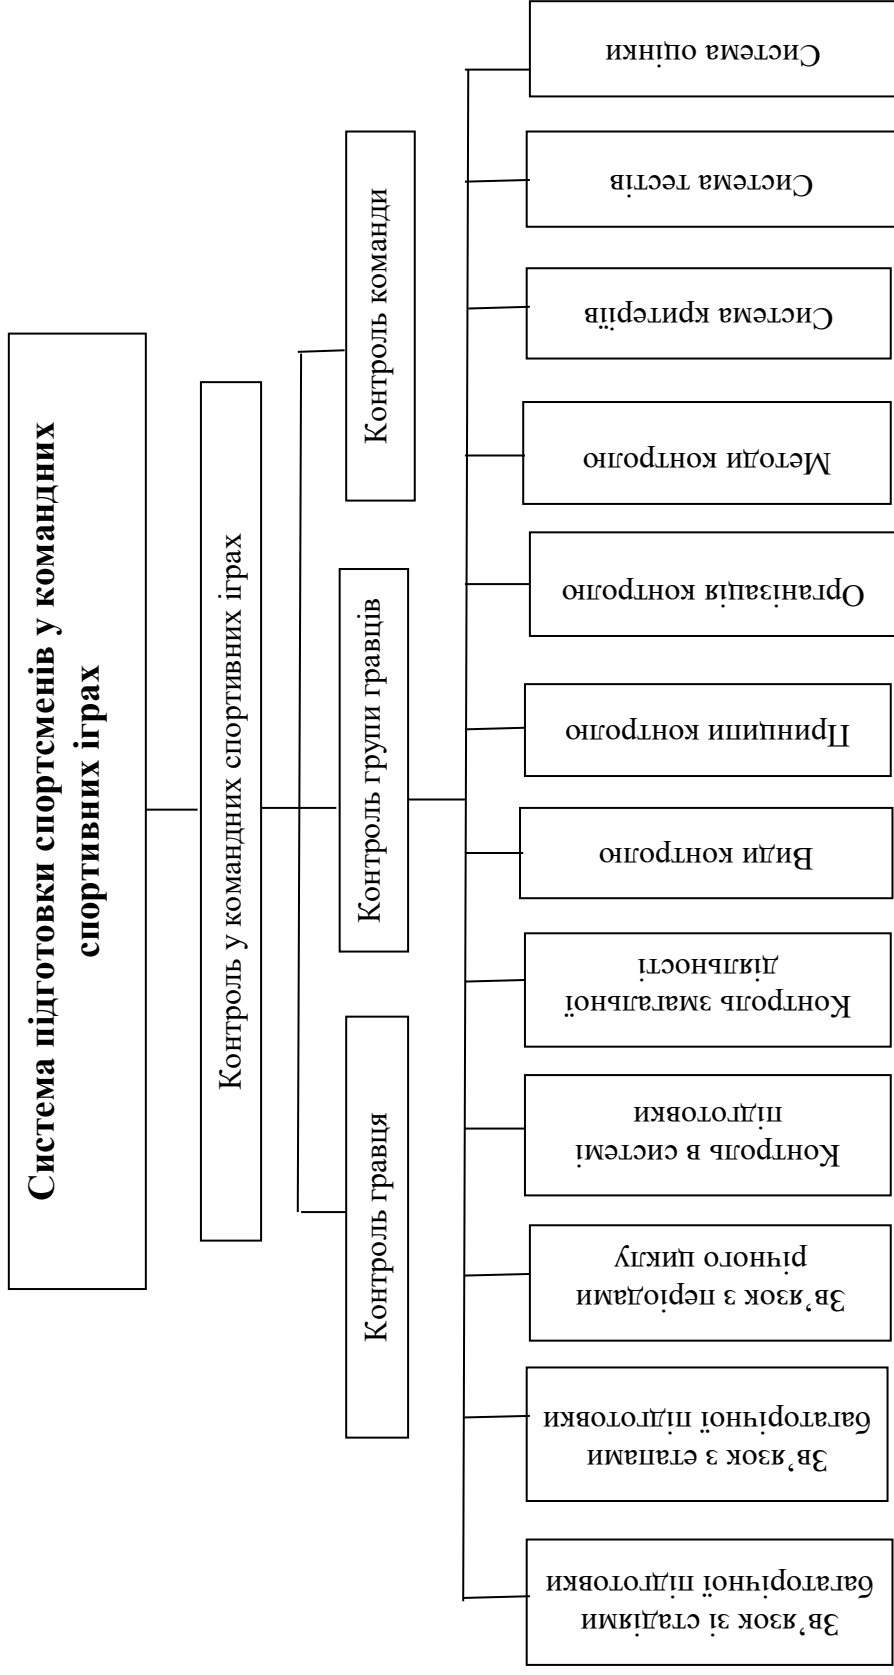 Система підготовки спортсменів у командних
спортивних іграх
Контроль у командних спортивних іграх
Контроль гравця
Контроль групи гравців
Контроль команди
Зв’язок зі стадіями
багаторічної підготовки
Зв’язок з етапами
багаторічної підготовки
Зв’язок з періодами
річного циклу
Контроль в системі
підготовки
Контроль змагальної
діяльності
Види контролю
Принципи контролю
Організація контролю
Методи контролю
Система критеріїв
Система тестів
Система оцінки